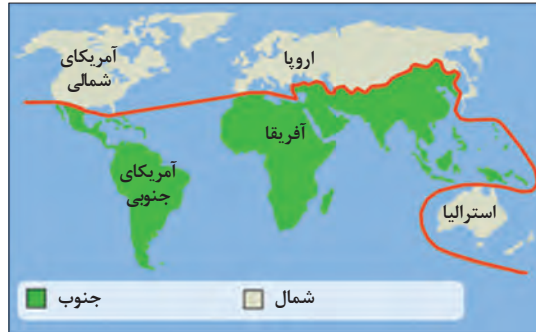 آمریکای
شمالی
اروپا
آفریقا
آمریکای
جنوبی
استرالیا
شمال
جنوب